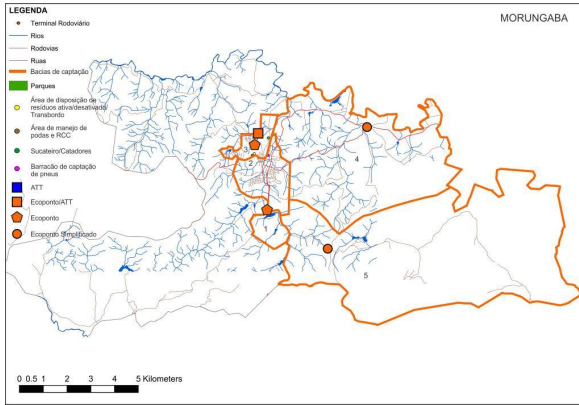 LEGENDA
MORUNGABA
Terminal Rodoviário
Rios
Rodovias
Ruas
Bacias de captação
Parques
Área de disposição de
resíduos ativa/desativado/
Transbordo
Área de manejo de
podas e RCC
Sucateiro/Catadores
Barracão de captação
de pneus
ATT
Ecoponto/ATT
Ecoponto
Ecoponto Simplificado
3
2
4
1
5
0 0.5 1 2 3 4 5 Kilometers